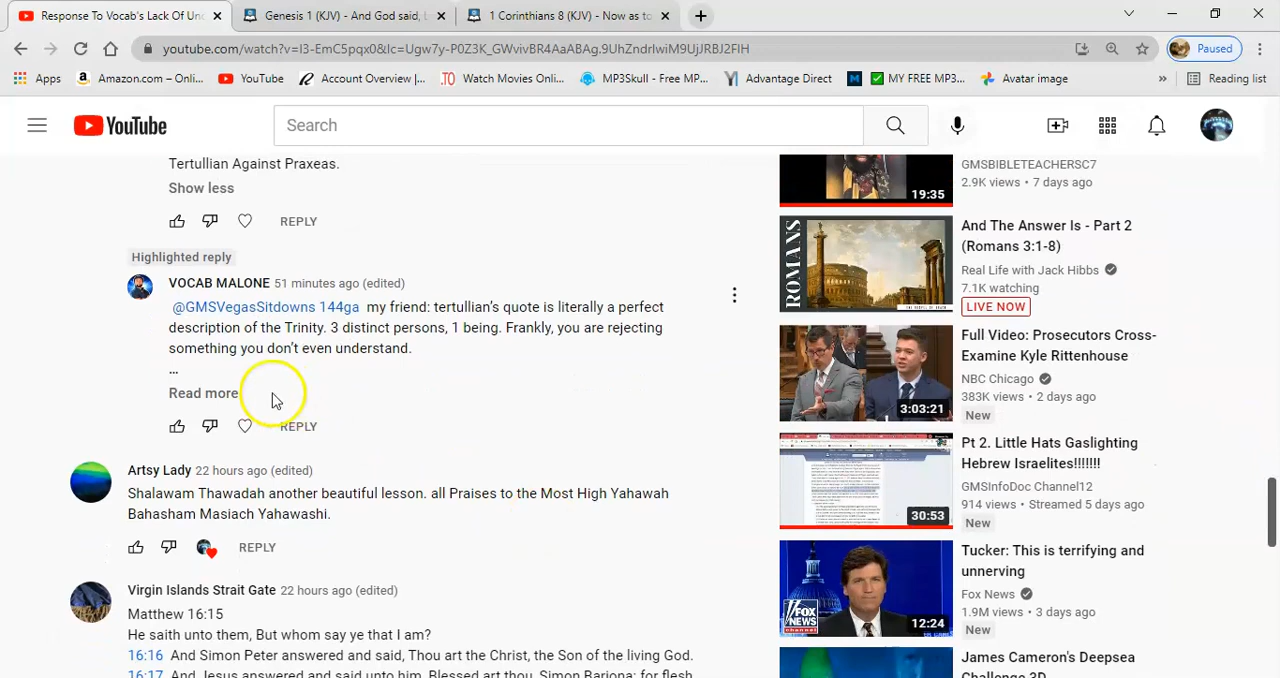 Response To Vocab's Lack Of Un
Genesis 1 (KJV) - And God said, L
1 Corinthians 8 (KJV) - Now as to
youtube.com/watch?v=I3-EmC5pqx0&lc=Ugw7y-P0Z3K_GWvivBR4AaABAg.9UhZndrIwiM9UjJRBJ2FIH
Paused
Apps
Amazon.com – Onli...
YouTube
Account Overview |...
Watch Movies Onlin...
MP3Skull - Free MP...
Advantage Direct
MY FREE MP3...
Avatar image
»
Reading list
YouTube
Search
Tertullian Against Praxeas.
Show less
REPLY
Highlighted reply
VOCAB MALONE 51 minutes ago (edited)
@GMSVegasSitdowns 144ga my friend: tertullian's quote is literally a perfect
description of the Trinity. 3 distinct persons, 1 being. Frankly, you are rejecting
something you don't even understand.
...
Read more
REPLY
Artsy Lady 22 hours ago (edited)
Beautiful lesson All Praises to the Most High Yahawah
REPLY
Virgin Islands Strait Gate 22 hours ago (edited)
Matthew 16:15
He saith unto them, But whom say ye that I am?
16:16 And Simon Peter answered and said, Thou art the Christ, the Son of the living God.
16:17 And Jesus answered and said unto him, Blessed art thou, Simon Barjona: for flesh
GMSBIBLETEACHERSC7
2.9K views • 7 days ago
19:35
And The Answer Is - Part 2
(Romans 3:1-8)
Real Life with Jack Hibbs
7.1K watching
LIVE NOW
ROMANS
Full Video: Prosecutors Cross-
Examine Kyle Rittenhouse
NBC Chicago
383K views • 2 days ago
New
3:03:21
Pt 2. Little Hats Gaslighting
Hebrew Israelites!!!!!!!
GMSInfoDocChannel12
914 views • Streamed 5 days ago
New
30:53
Tucker: This is terrifying and
unnerving
Fox News
1.9M views • 3 days ago
New
FOX
NEWS
12:24
James Cameron's Deepsea
Challenge 3D